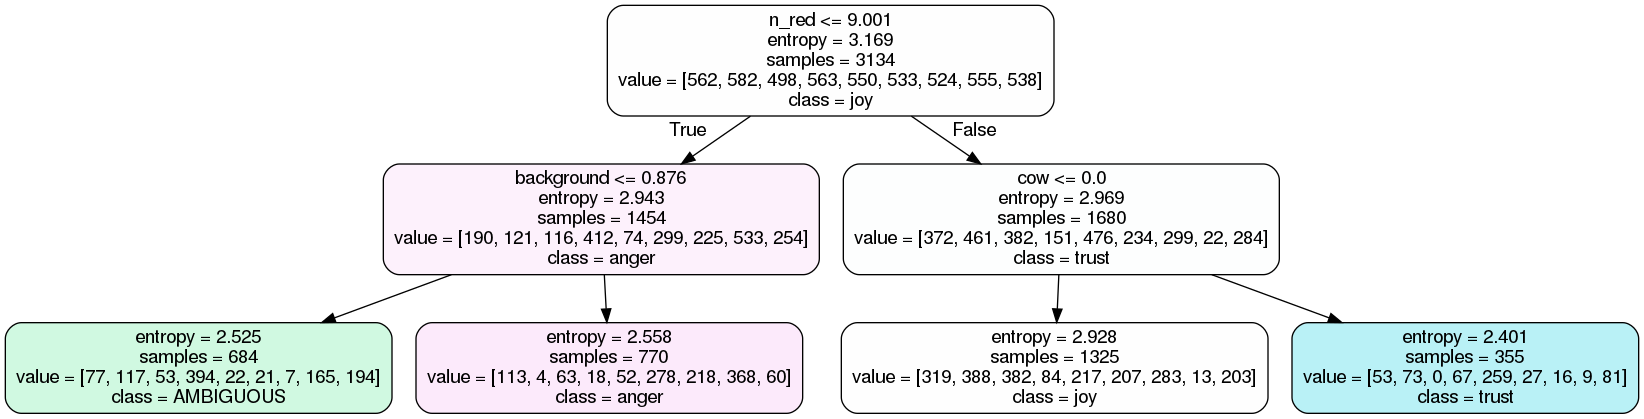 n_red <= 9.001
entropy = 3.169
samples = 3134
value = [562, 582, 498, 563, 550, 533, 524, 555, 538]
class = joy
True
False
background <= 0.876
entropy = 2.943
samples = 1454
value = [190, 121, 116, 412, 74, 299, 225, 533, 254]
class = anger
cow <= 0.0
entropy = 2.969
samples = 1680
value = [372, 461, 382, 151, 476, 234, 299, 22, 284]
class = trust
entropy = 2.525
samples = 684
value = [77, 117, 53, 394, 22, 21, 7, 165, 194]
class = AMBIGUOUS
entropy = 2.558
samples = 770
value = [113, 4, 63, 18, 52, 278, 218, 368, 60]
class = anger
entropy = 2.928
samples = 1325
value = [319, 388, 382, 84, 217, 207, 283, 13, 203]
class = joy
entropy = 2.401
samples = 355
value = [53, 73, 0, 67, 259, 27, 16, 9, 81]
class = trust